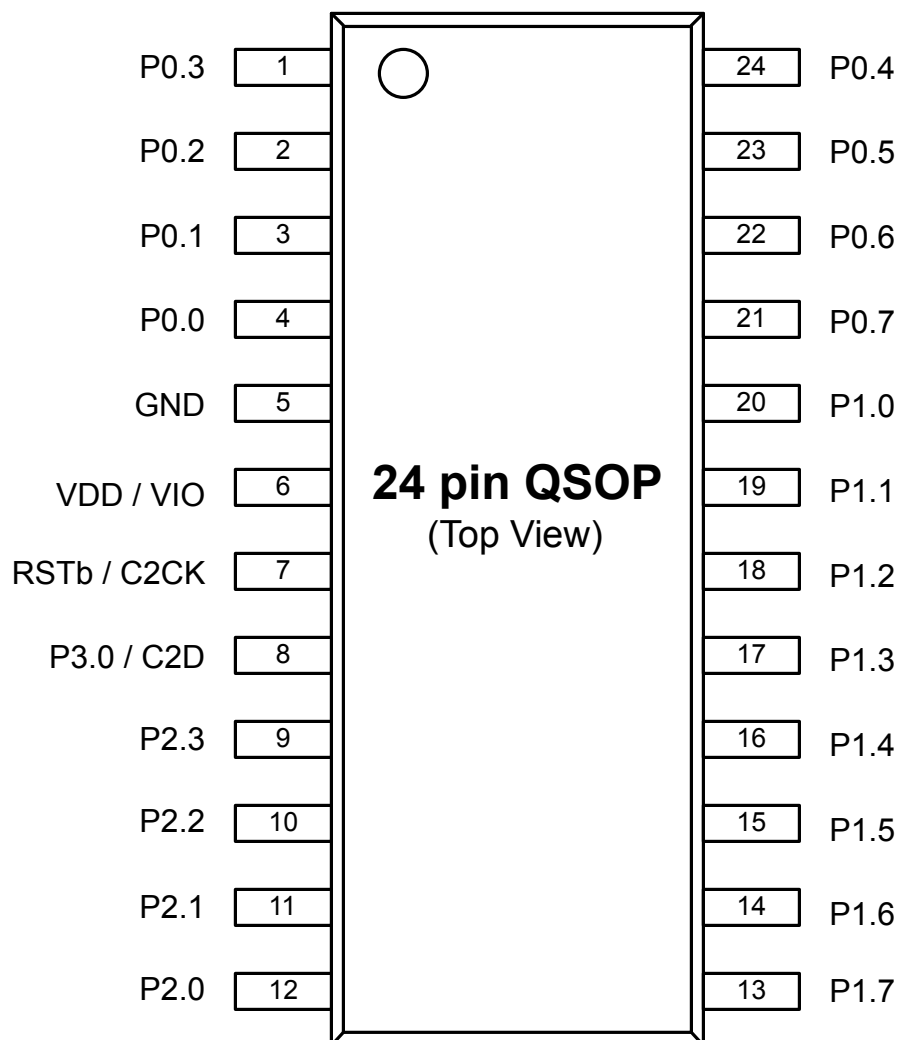 P0.3 1 24 P0.4
P0.2 2 23 P0.5
P0.1 3 22 P0.6
P0.0 4 21 P0.7
GND 5 20 P1.0
VDD / VIO 6 19 P1.1
24 pin QSOP
(Top View)
RSTb / C2CK 7 18 P1.2
P3.0 / C2D 8 17 P1.3
P2.3 9 16 P1.4
P2.2 10 15 P1.5
P2.1 11 14 P1.6
P2.0 12 13 P1.7